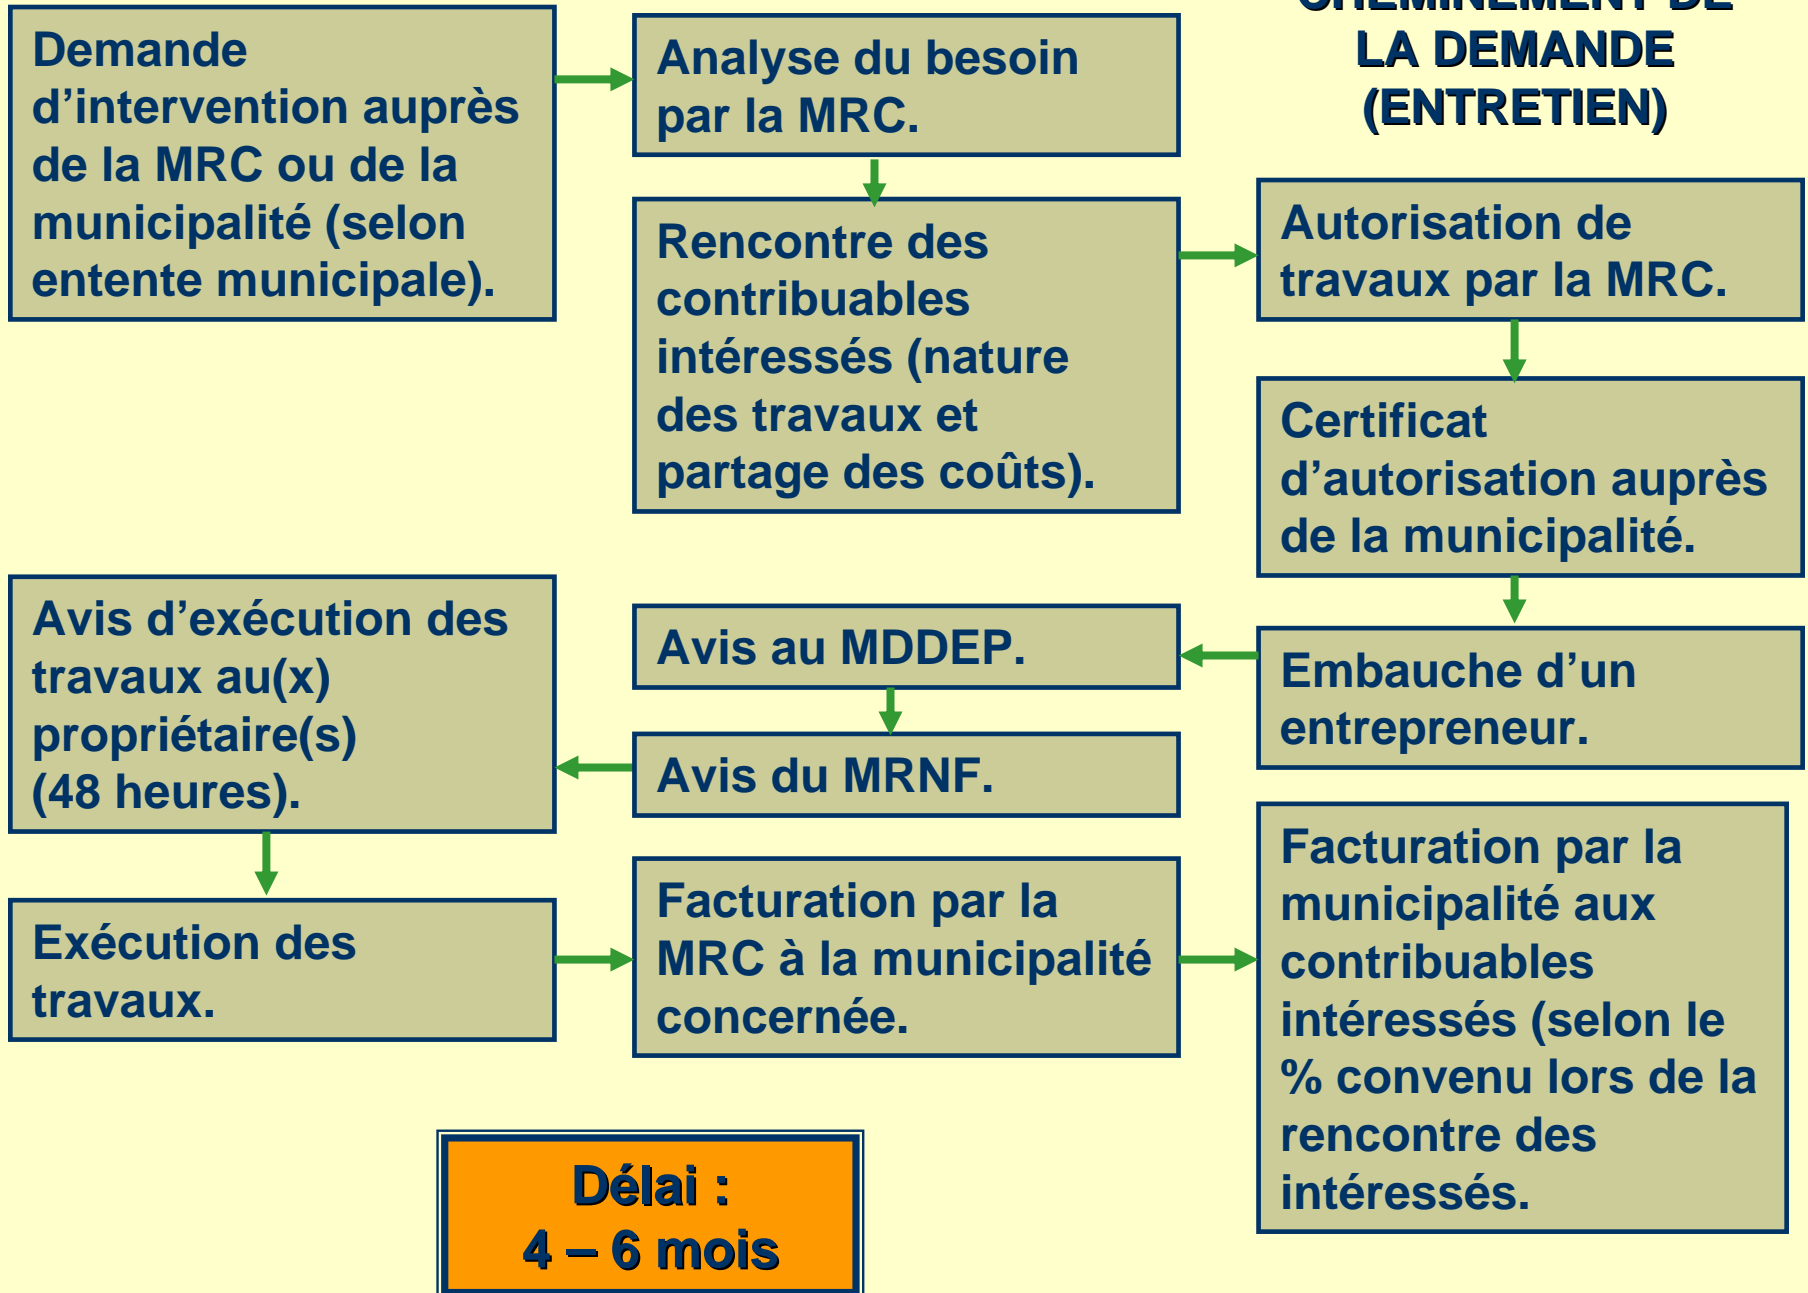 CHEMINEMENT DE
LA DEMANDE
(ENTRETIEN)
Demande
d’intervention auprès
de la MRC ou de la
municipalité (selon
entente municipale).
Analyse du besoin
par la MRC.
Rencontre des
contribuables
intéressés (nature
des travaux et
partage des coûts).
Autorisation de
travaux par la MRC.
Certificat
d’autorisation auprès
de la municipalité.
Embauche d’un
entrepreneur.
Avis au MDDEP.
Avis du MRNF.
Avis d’exécution des
travaux au(x)
propriétaire(s)
(48 heures).
Exécution des
travaux.
Facturation par la
MRC à la municipalité
concernée.
Facturation par la
municipalité aux
contribuables
intéressés (selon le
% convenu lors de la
rencontre des
intéressés.
Délai :
4 – 6 mois